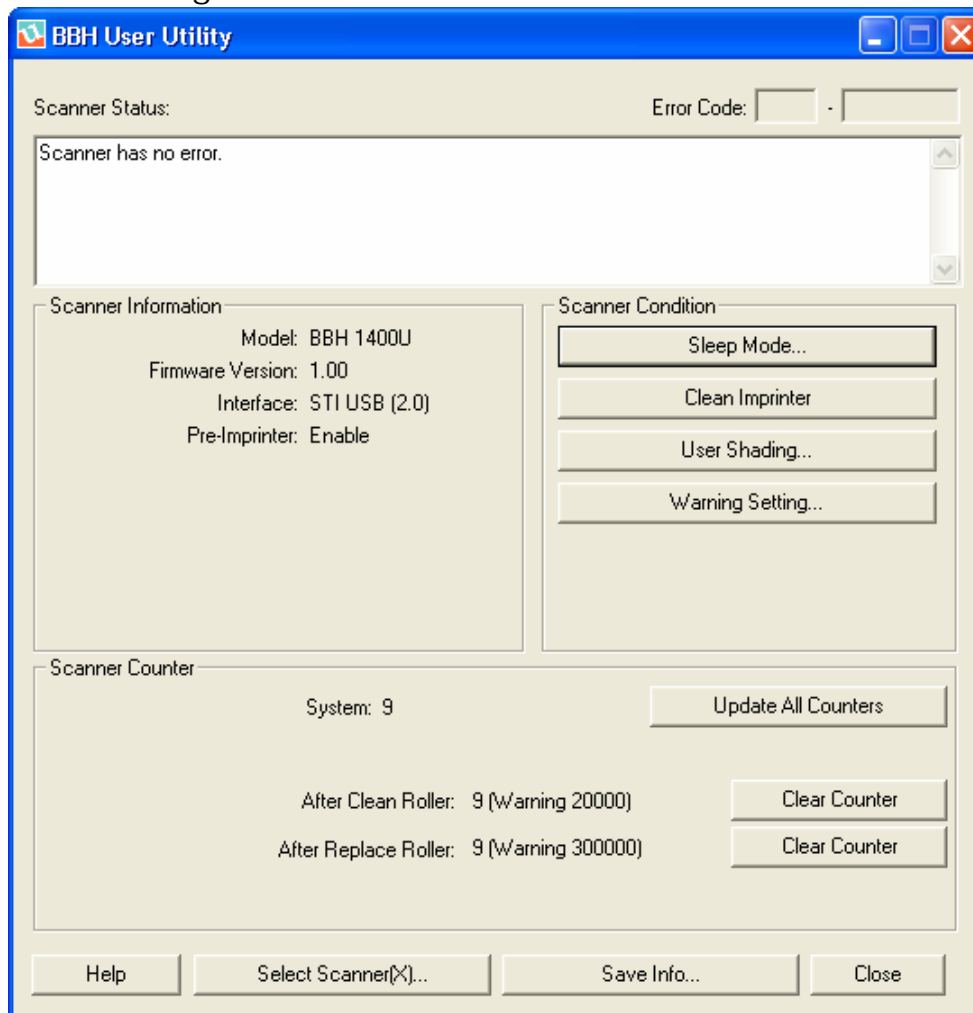 BBH User Utility
Scanner Status:
Error Code: -
Scanner has no error.
Scanner Information
Model: BBH 1400U
Firmware Version: 1.00
Interface: STI USB (2.0)
Pre-Imprinter: Enable
Scanner Condition
Sleep Mode...
Clean Imprinter
User Shading...
Warning Setting...
Scanner Counter
System: 9
Update All Counters
After Clean Roller: 9 (Warning 20000)
Clear Counter
After Replace Roller: 9 (Warning 300000)
Clear Counter
Help
Select Scanner(X)...
Save Info...
Close